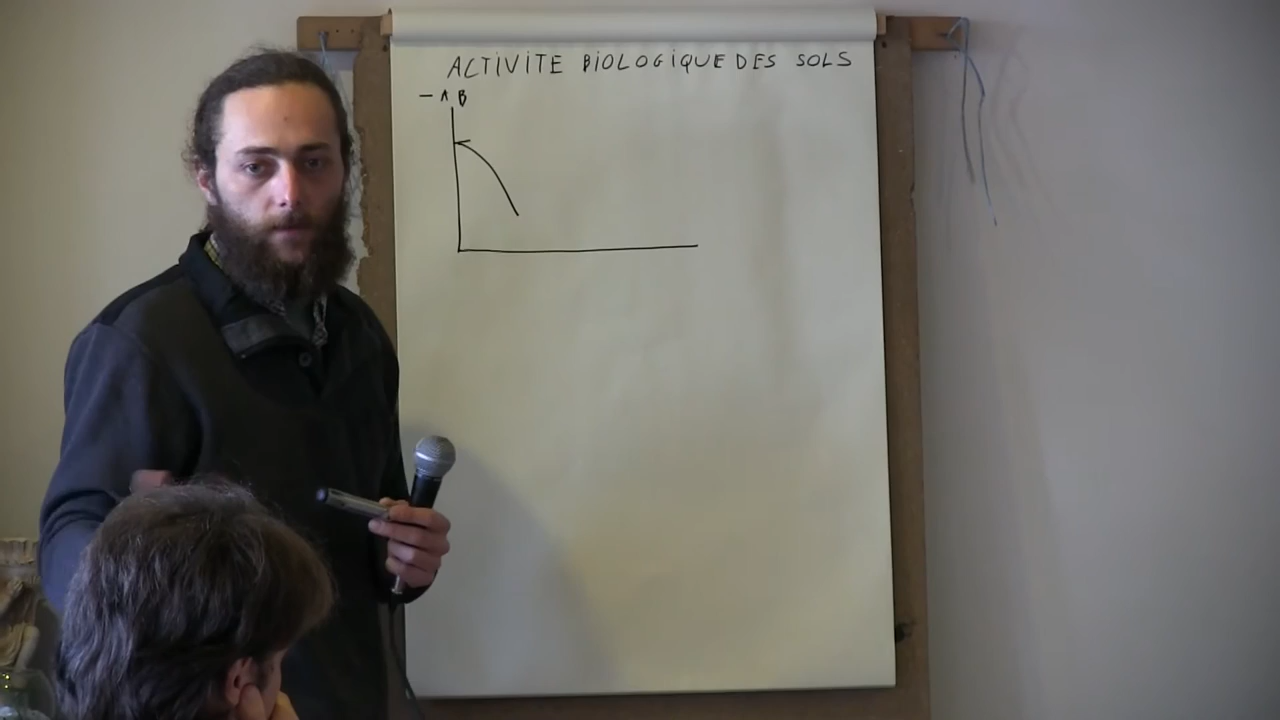 ACTIVITE BIOLOGIQUE DES SOLS
– A B